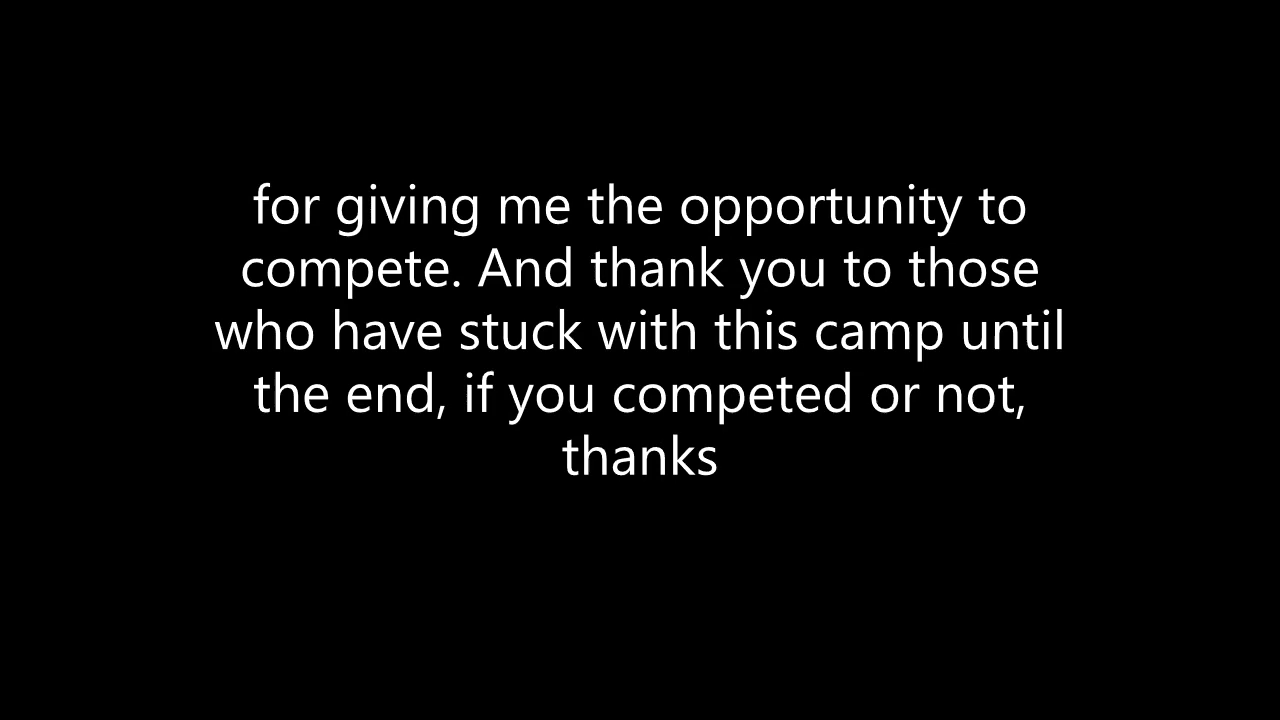 for giving me the opportunity to
compete. And thank you to those
who have stuck with this camp until
the end, if you competed or not,
thanks